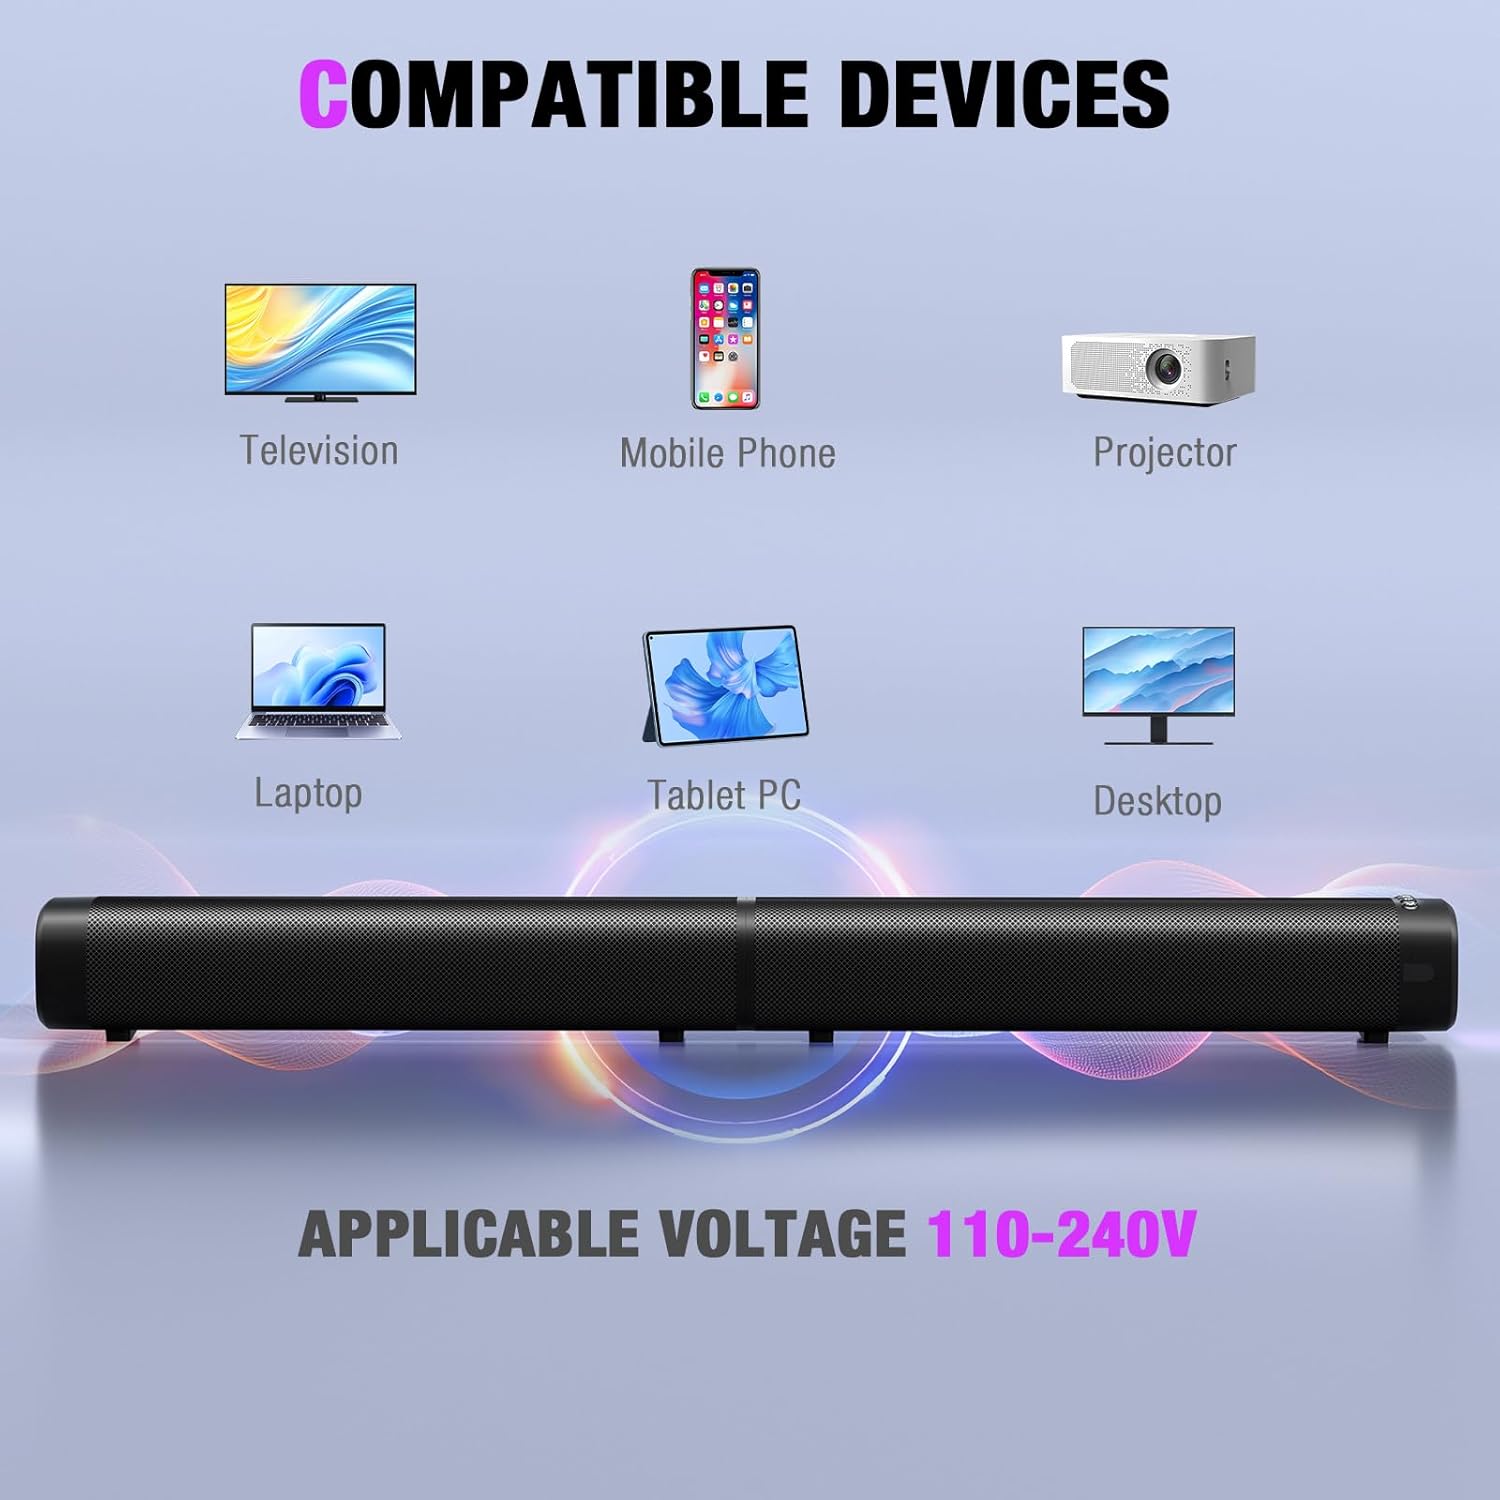 COMPATIBLE DEVICES
Television
Mobile Phone
Projector
Laptop
Tablet PC
Desktop
APPLICABLE VOLTAGE 110-240V